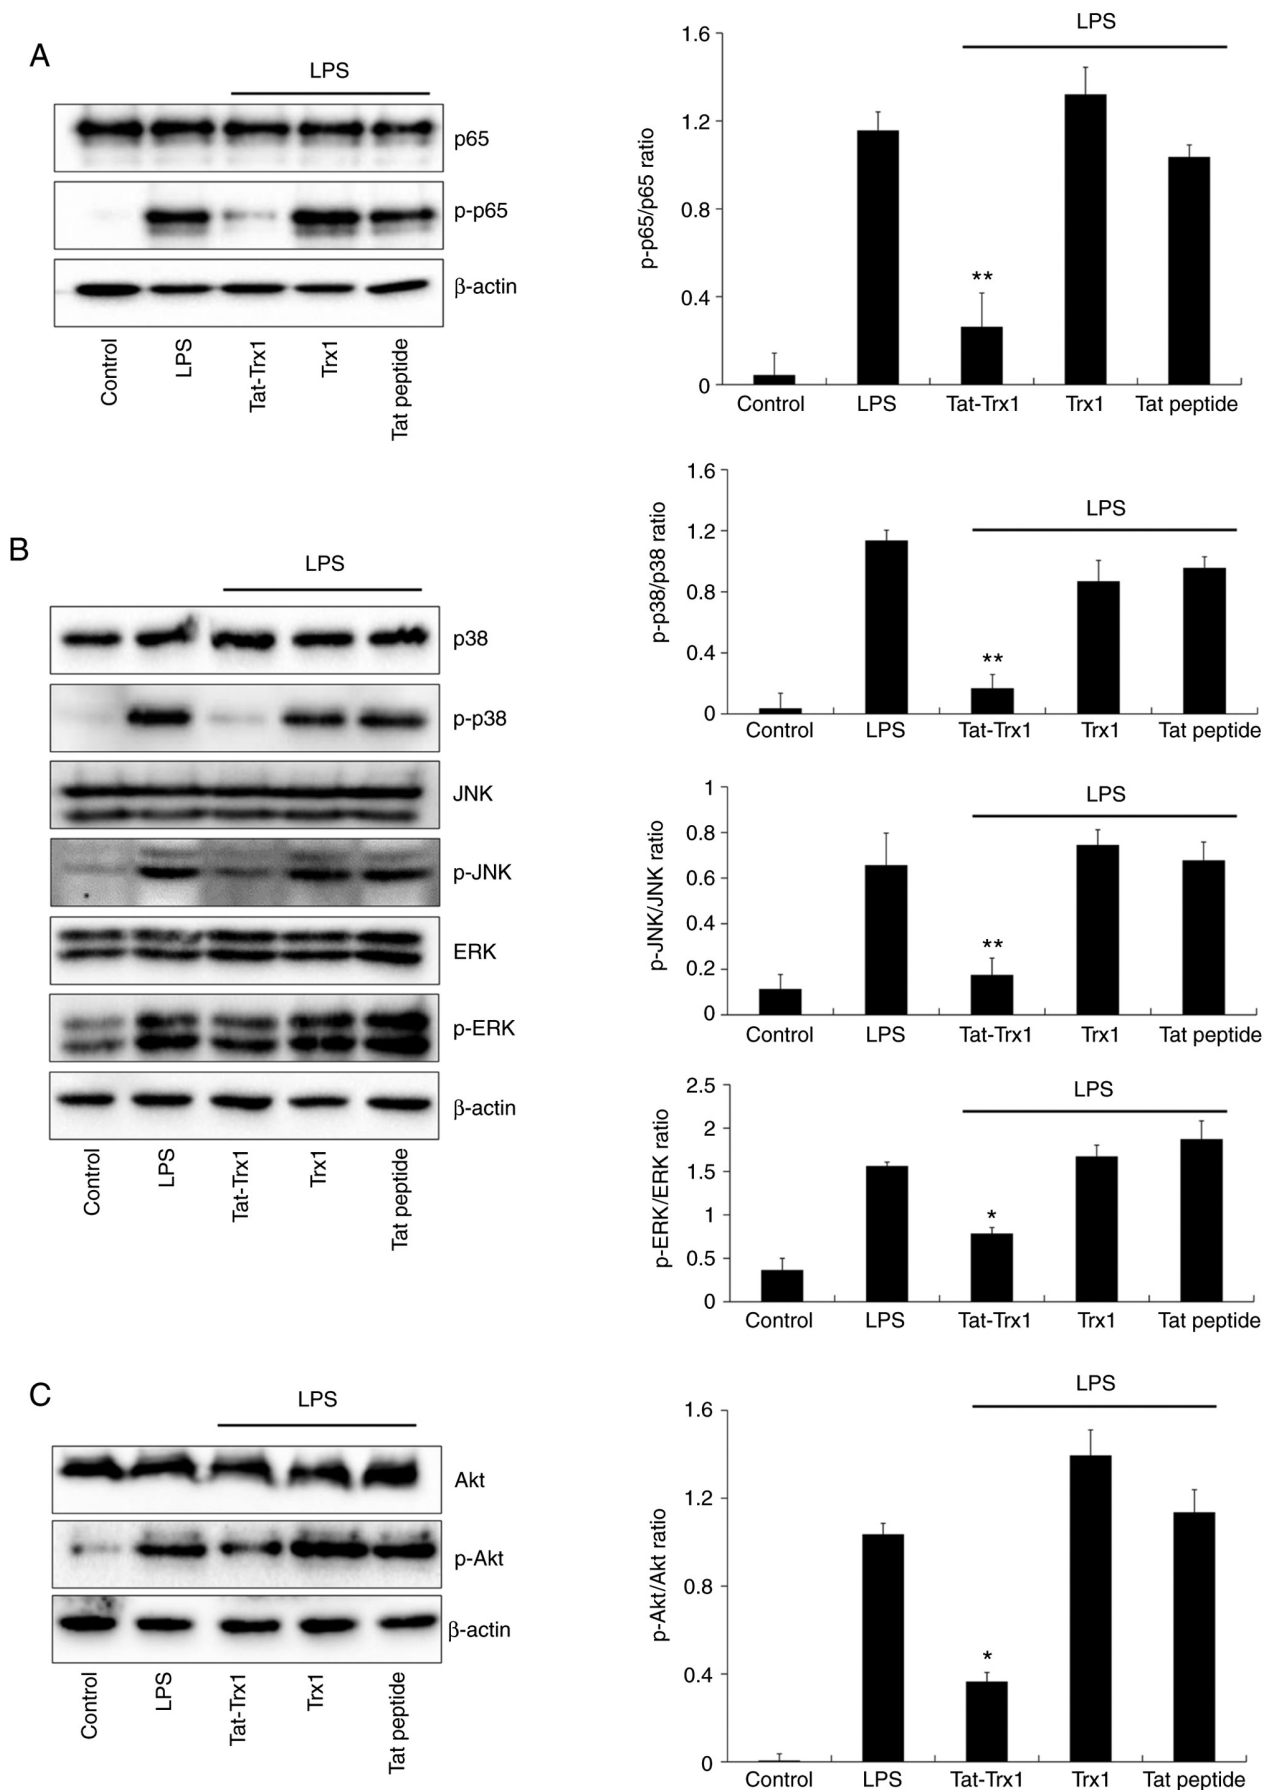 A
LPS
p65
p-p65
β-actin
Control
LPS
Tat-Trx1
Trx1
Tat peptide
LPS
p-p65/p65 ratio
1.6
1.2
0.8
0.4
0
**
Control LPS Tat-Trx1 Trx1 Tat peptide
B
LPS
p38
p-p38
JNK
p-JNK
ERK
p-ERK
β-actin
Control
LPS
Tat-Trx1
Trx1
Tat peptide
LPS
p-p38/p38 ratio
1.6
1.2
0.8
0.4
0
**
Control LPS Tat-Trx1 Trx1 Tat peptide
LPS
p-JNK/JNK ratio
1
0.8
0.6
0.4
0.2
0
**
Control LPS Tat-Trx1 Trx1 Tat peptide
LPS
p-ERK/ERK ratio
2.5
2
1.5
1
0.5
0
*
Control LPS Tat-Trx1 Trx1 Tat peptide
C
LPS
Akt
p-Akt
β-actin
Control
LPS
Tat-Trx1
Trx1
Tat peptide
LPS
p-Akt/Akt ratio
1.6
1.2
0.8
0.4
0
*
Control LPS Tat-Trx1 Trx1 Tat peptide